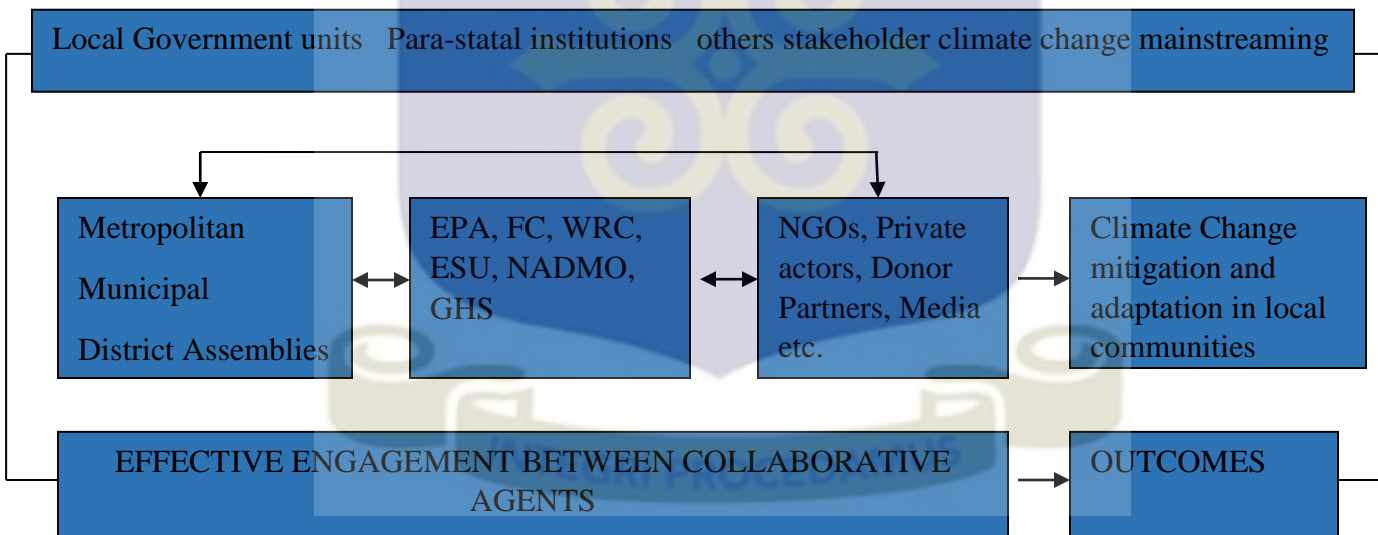 Local Government units Para-statal institutions others stakeholder climate change mainstreaming
Metropolitan
Municipal
District Assemblies
EPA, FC, WRC,
ESU, NADMO,
GHS
NGOs, Private
actors, Donor
Partners, Media
etc.
Climate Change
mitigation and
adaptation in local
communities
EFFECTIVE ENGAGEMENT BETWEEN COLLABORATIVE
AGENTS
OUTCOMES
INTEGRI PROCEDAMUS